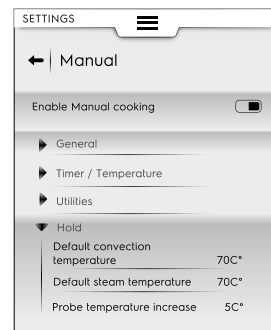 SETTINGS
Manual
Enable Manual cooking
General
Timer / Temperature
Utilities
Hold
Default convection
temperature 70C°
Default steam temperature 70C°
Probe temperature increase 5C°